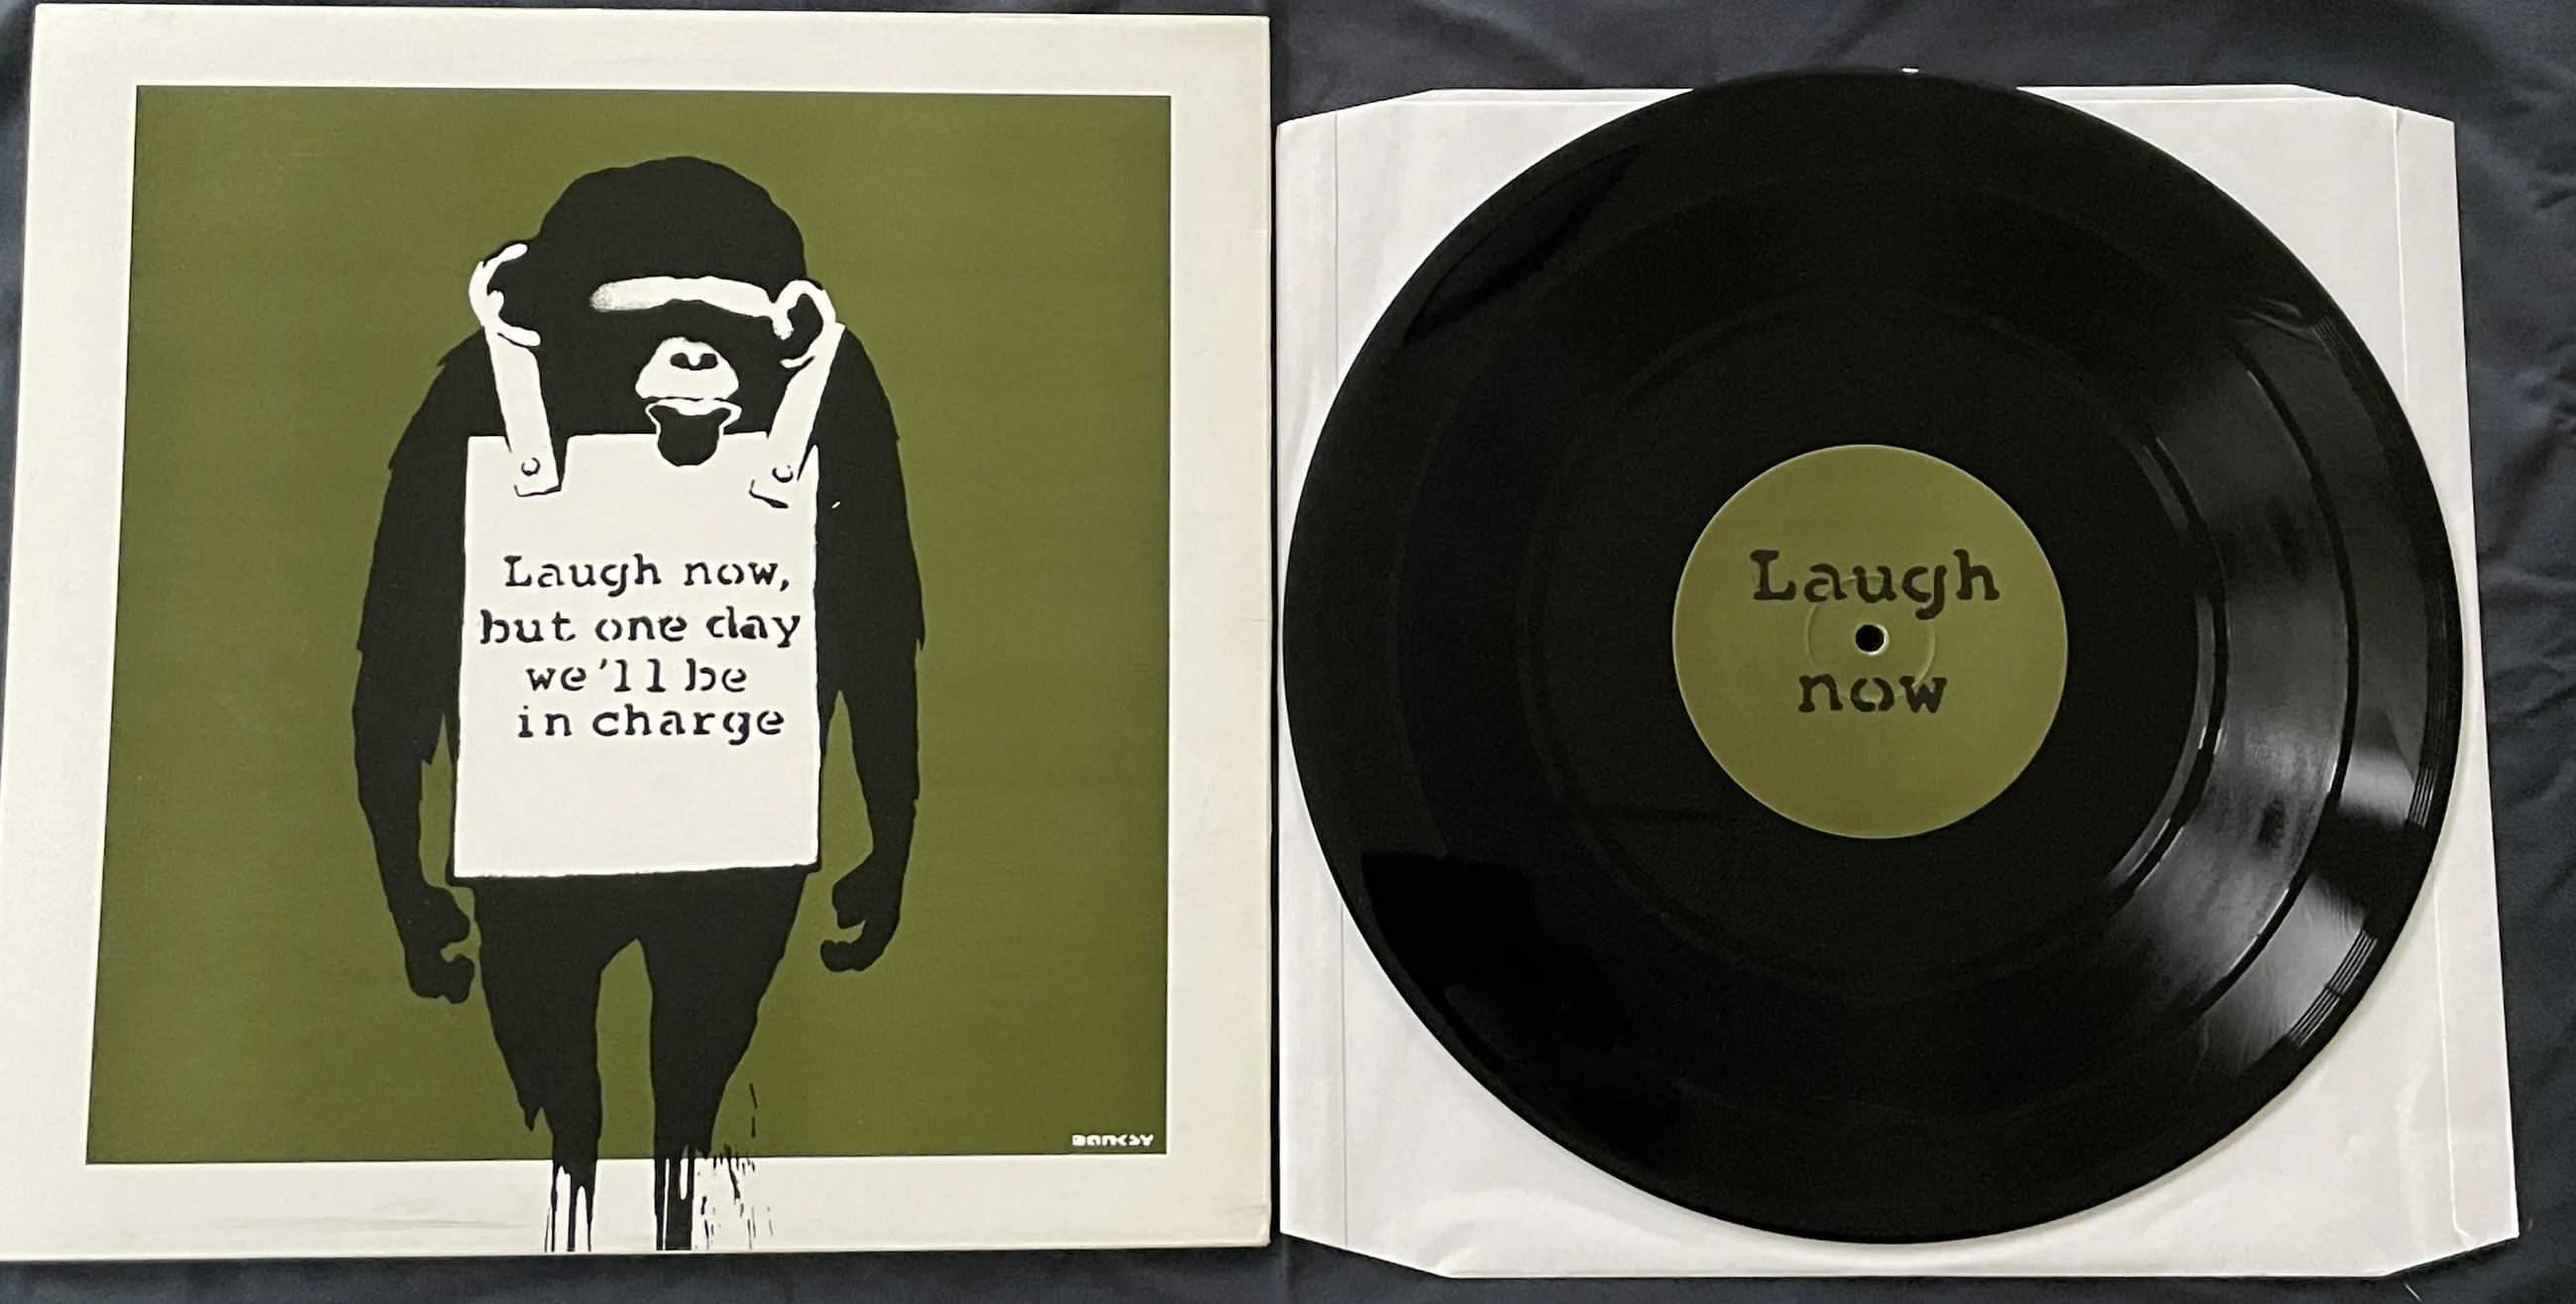 Laugh now,
but one day
we'll be
in charge
BANKSY
Laugh
now